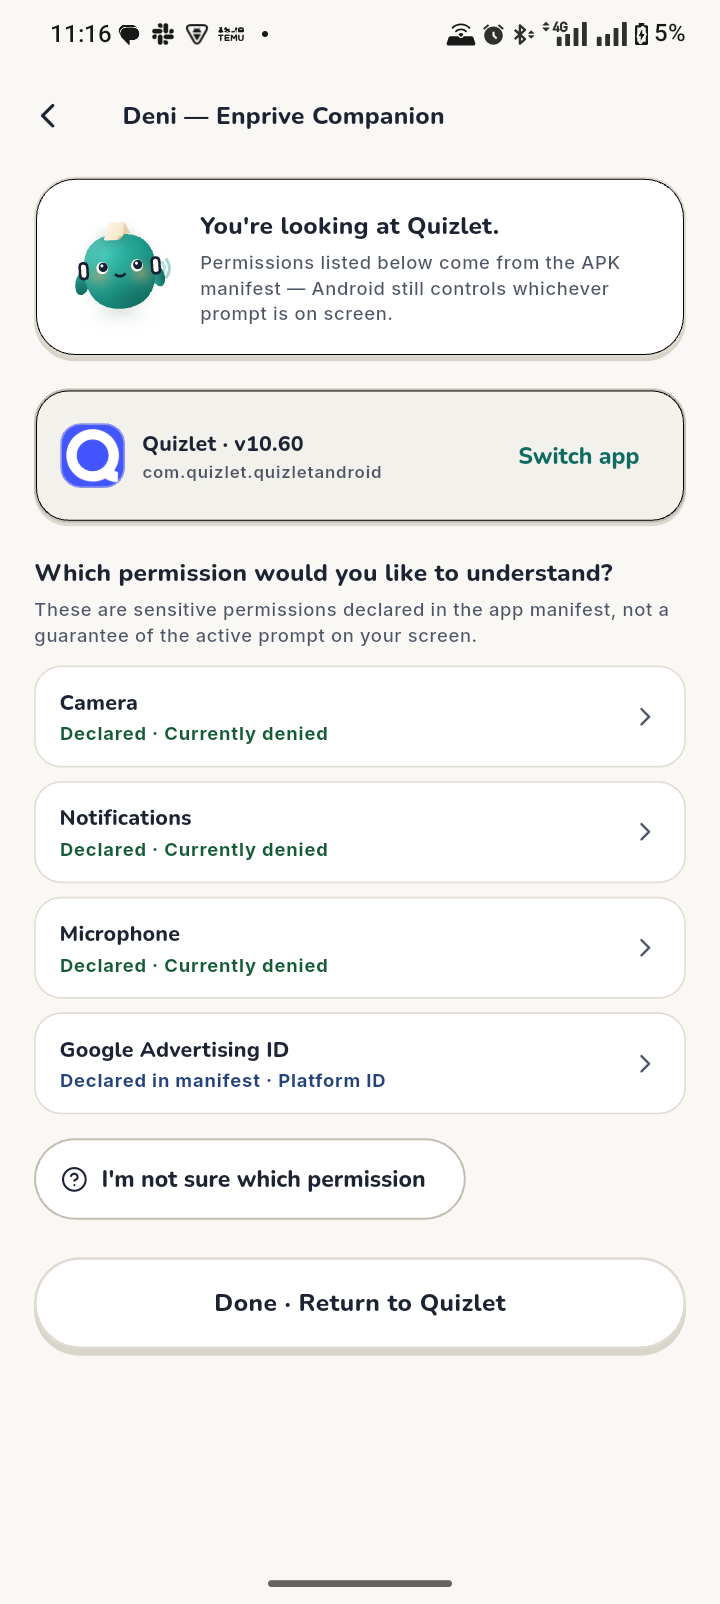 11:16
TEMU
4G
5%
Deni — Enprive Companion
You're looking at Quizlet.
Permissions listed below come from the APK
manifest — Android still controls whichever
prompt is on screen.
Quizlet · v10.60
com.quizlet.quizletandroid
Switch app
Which permission would you like to understand?
These are sensitive permissions declared in the app manifest, not a
guarantee of the active prompt on your screen.
Camera
Declared · Currently denied
Notifications
Declared · Currently denied
Microphone
Declared · Currently denied
Google Advertising ID
Declared in manifest · Platform ID
I'm not sure which permission
Done · Return to Quizlet